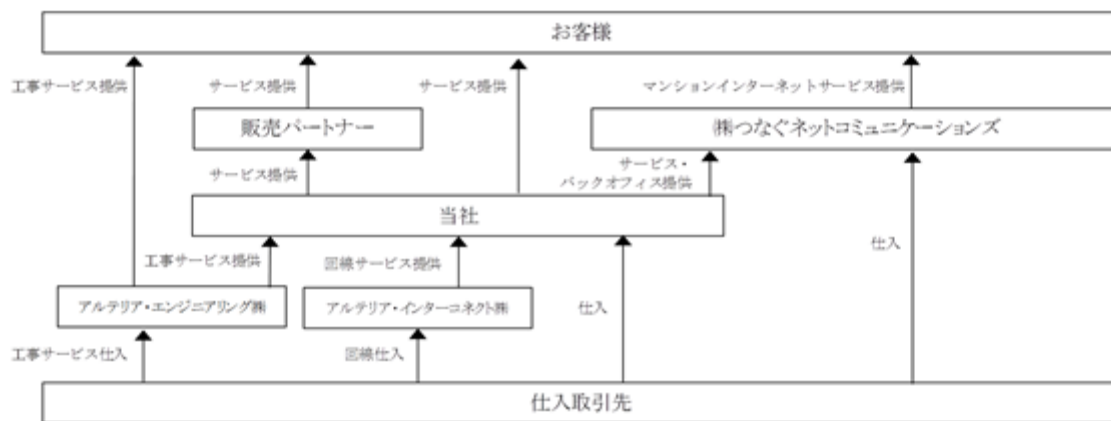 お客様
工事サービス提供
サービス提供
サービス提供
マンションインターネットサービス提供
販売パートナー
㈱つなぐネットコミュニケーションズ
サービス提供
サービス・
バックオフィス提供
当社
工事サービス提供
回線サービス提供
仕入
仕入
アルテリア・エンジニアリング㈱
アルテリア・インターコネクト㈱
工事サービス仕入
回線仕入
仕入取引先